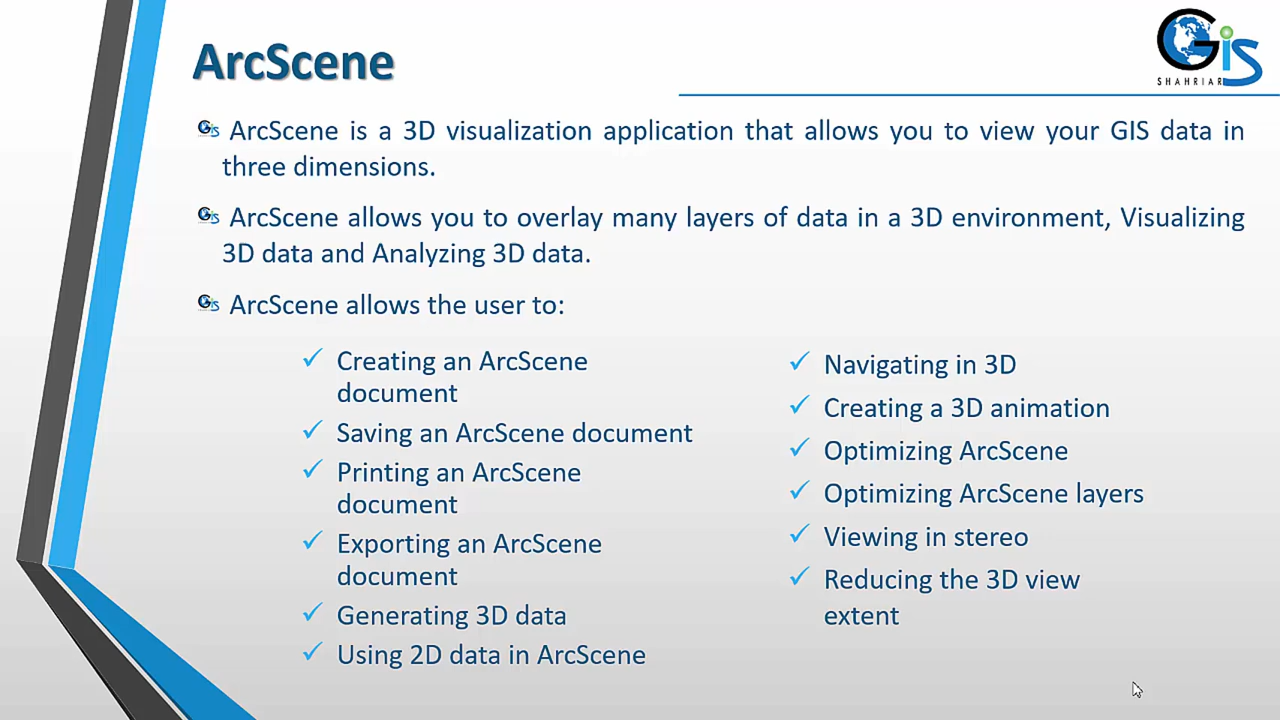 ArcScene
GiS
SHAHRIAR
ArcScene is a 3D visualization application that allows you to view your GIS data in
three dimensions.
ArcScene allows you to overlay many layers of data in a 3D environment, Visualizing
3D data and Analyzing 3D data.
ArcScene allows the user to:
✓ Creating an ArcScene
document
✓ Saving an ArcScene document
✓ Printing an ArcScene
document
✓ Exporting an ArcScene
document
✓ Generating 3D data
✓ Using 2D data in ArcScene
✓ Navigating in 3D
✓ Creating a 3D animation
✓ Optimizing ArcScene
✓ Optimizing ArcScene layers
✓ Viewing in stereo
✓ Reducing the 3D view
extent